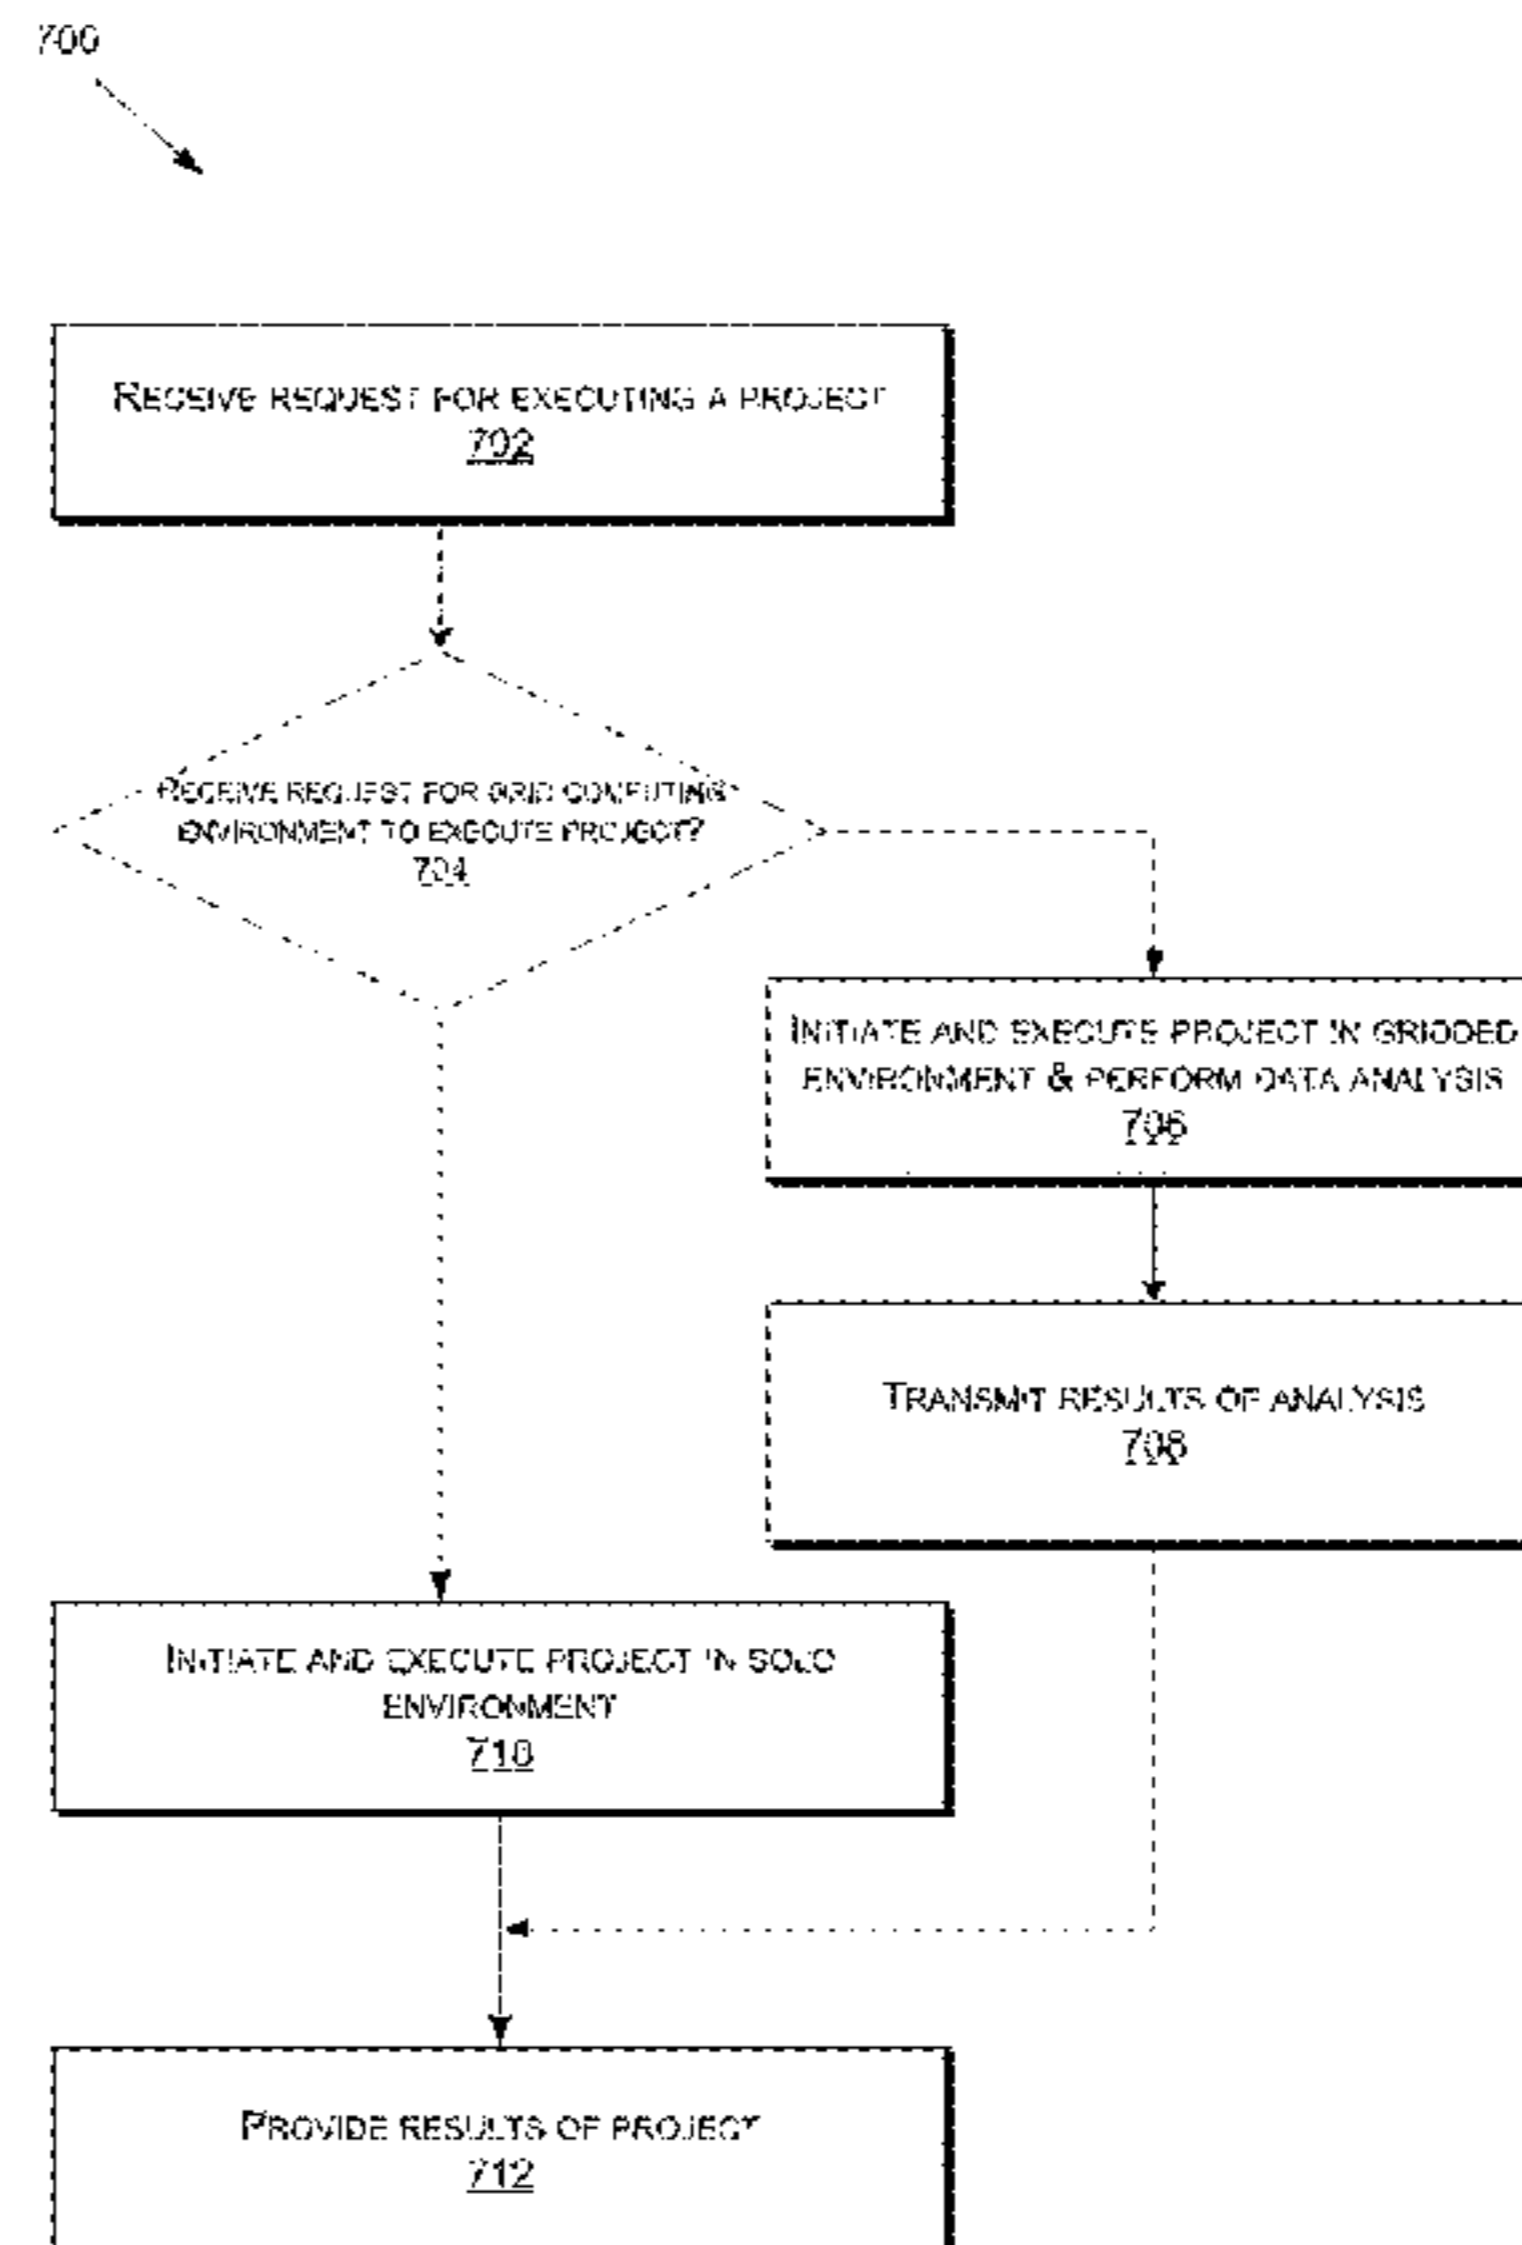 700
RECEIVE REQUEST FOR EXECUTING A PROJECT
702
RECEIVE REQUEST FOR GRID COMPUTING
ENVIRONMENT TO EXECUTE PROJECT?
704
INITIATE AND EXECUTE PROJECT IN GRIDDED
ENVIRONMENT & PERFORM DATA ANALYSIS
706
TRANSMIT RESULTS OF ANALYSIS
708
INITIATE AND EXECUTE PROJECT IN SOLO
ENVIRONMENT
710
PROVIDE RESULTS OF PROJECT
712